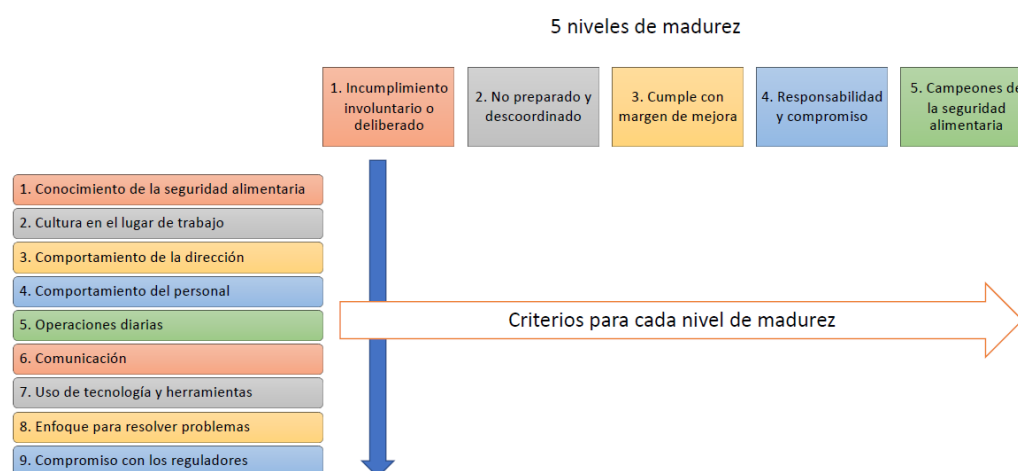 5 niveles de madurez
1. Incumplimiento
involuntario o
deliberado
2. No preparado y
descoordinado
3. Cumple con
margen de mejora
4. Responsabilidad
y compromiso
5. Campeones de
la seguridad
alimentaria
1. Conocimiento de la seguridad alimentaria
2. Cultura en el lugar de trabajo
3. Comportamiento de la dirección
4. Comportamiento del personal
5. Operaciones diarias
6. Comunicación
7. Uso de tecnología y herramientas
8. Enfoque para resolver problemas
9. Compromiso con los reguladores
Criterios para cada nivel de madurez